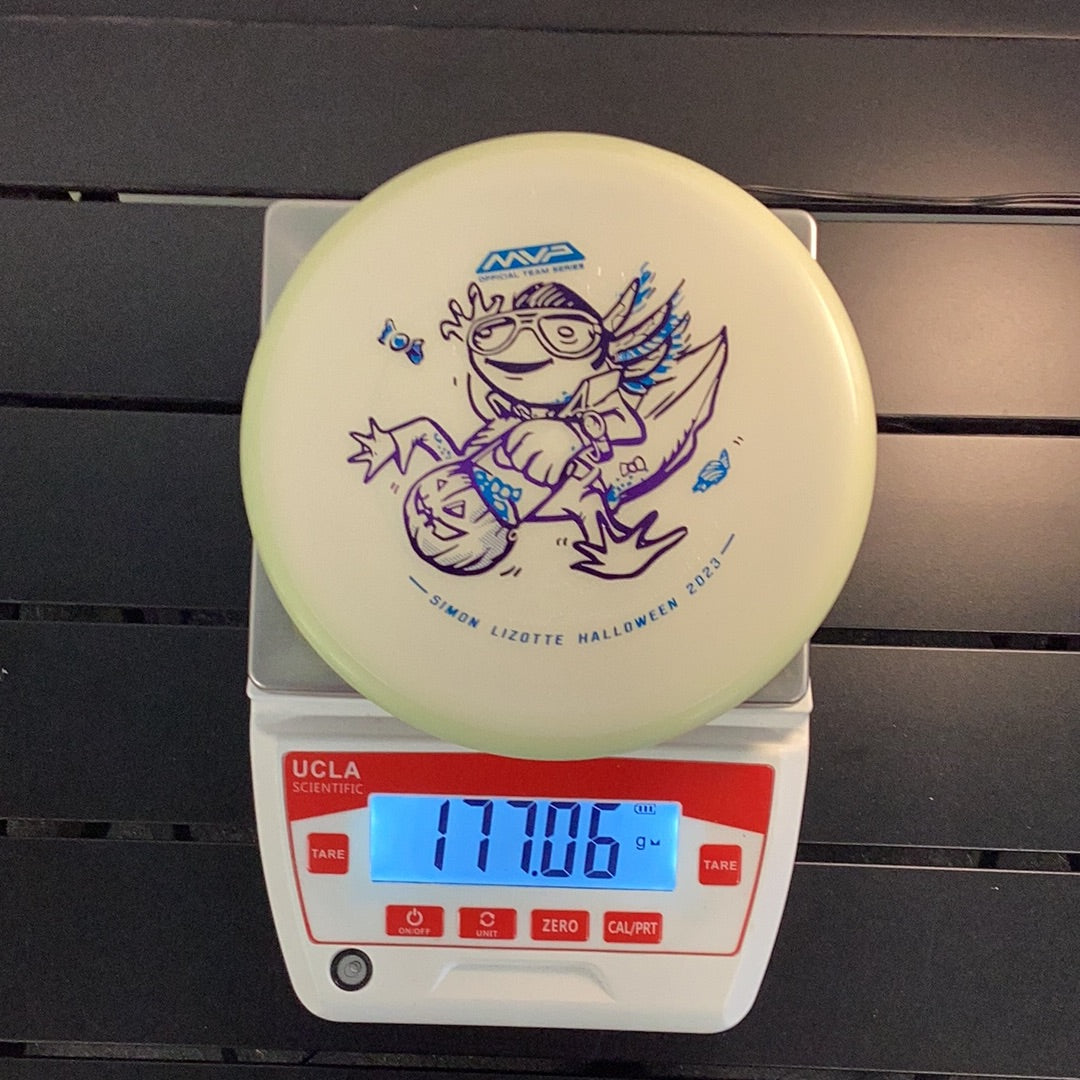 MVP
OFFICIAL TEAM SERIES
SIMON LIZOTTE HALLOWEEN 2023
UCLA
SCIENTIFIC
177.06 g
TARE
TARE
ON/OFF
UNIT
ZERO
CAL/PRT